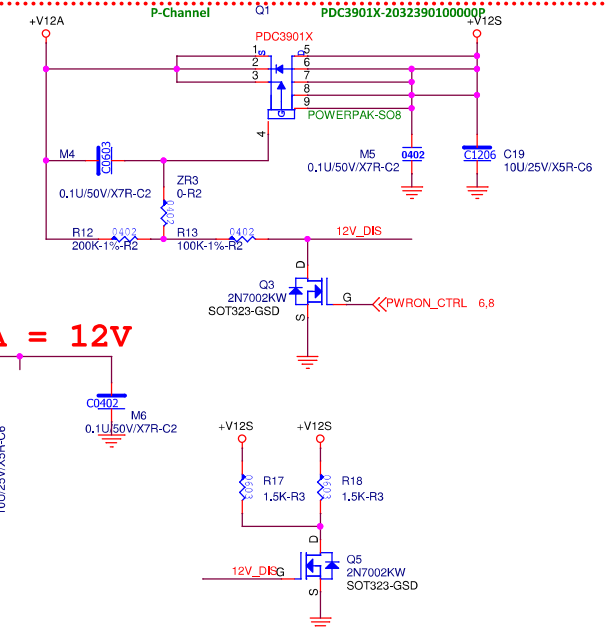 P-Channel
Q1
PDC3901X-2032390100000P
+V12A
+V12S
PDC3901X
1
2
3
S
D
5
6
7
8
9
G
4
POWERPAK-SO8
M4
C0603
0.1U/50V/X7R-C2
ZR3
0-R2
0402
M5
0.1U/50V/X7R-C2
0402
C1206
C19
10U/25V/X5R-C6
R12
0402
200K-1%-R2
R13
0402
100K-1%-R2
12V_DIS
D
Q3
2N7002KW
SOT323-GSD
G
S
PWRON_CTRL 6,8
A = 12V
C0402
M6
0.1U/50V/X7R-C2
10U/25V/X5R-C6
+V12S
+V12S
R17
0603
1.5K-R3
R18
0603
1.5K-R3
D
12V_DIS
G
Q5
2N7002KW
SOT323-GSD
S